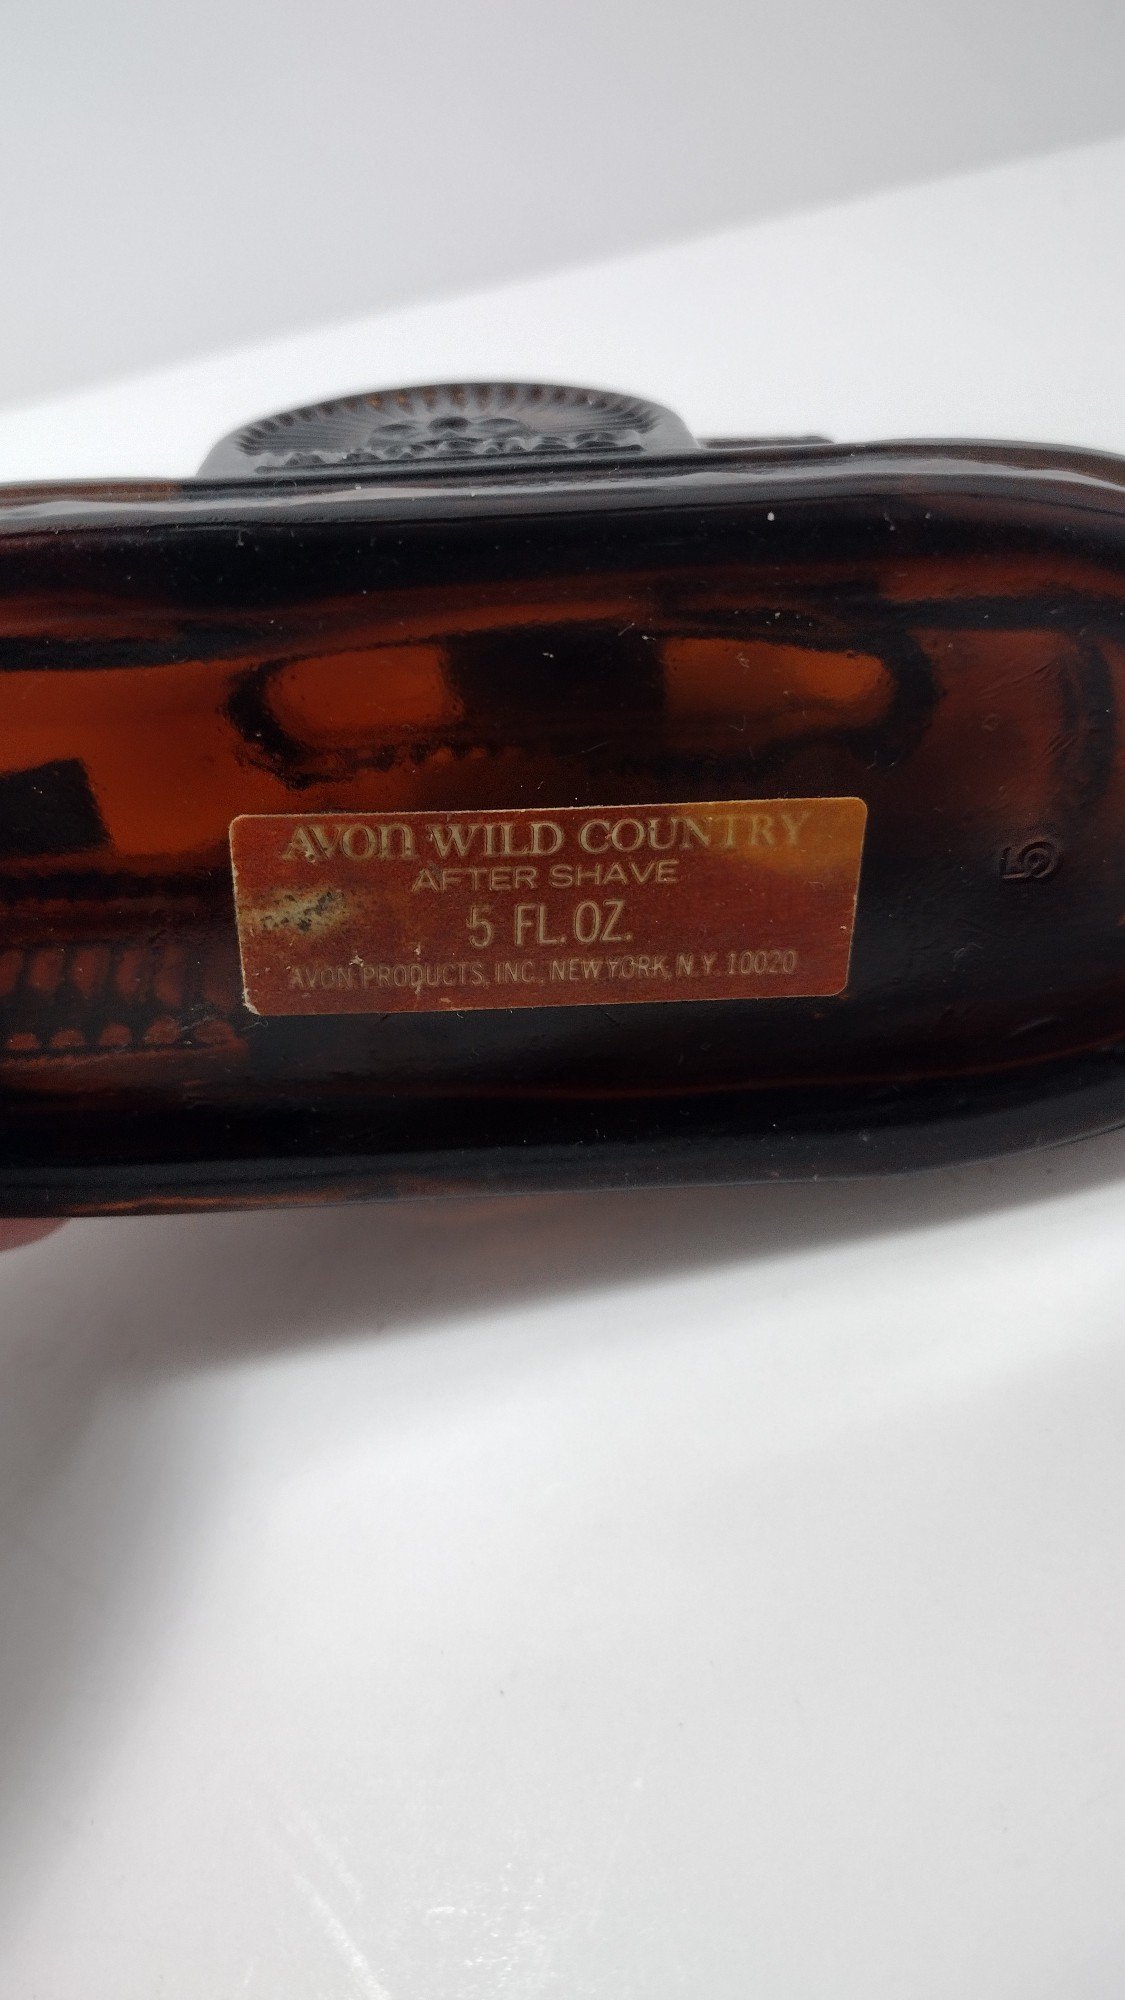 AVON WILD COUNTRY
AFTER SHAVE
5 FL. OZ.
AVON PRODUCTS, INC., NEW YORK, N.Y. 10020